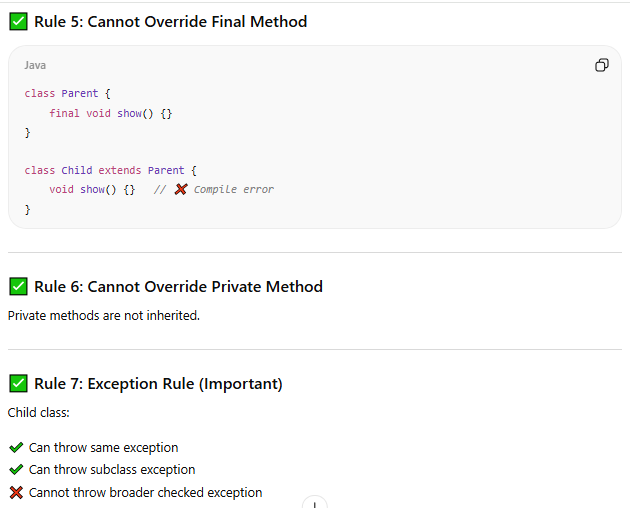 ✅ Rule 5: Cannot Override Final Method
Java
class Parent {
    final void show() {}
}
class Child extends Parent {
    void show() {}   // ❌ Compile error
}
✅ Rule 6: Cannot Override Private Method
Private methods are not inherited.
✅ Rule 7: Exception Rule (Important)
Child class:
✔ Can throw same exception
✔ Can throw subclass exception
❌ Cannot throw broader checked exception